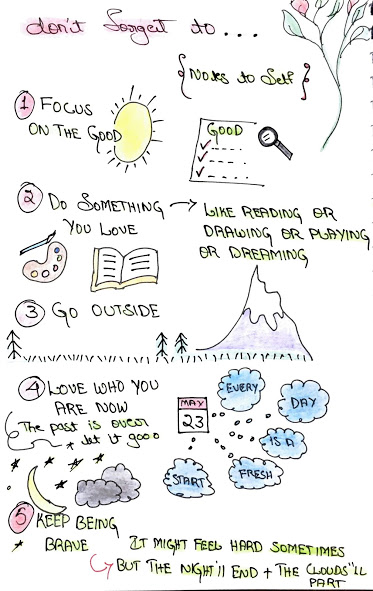 don't forget to...
{Notes to Self}
1 FOCUS
ON THE GOOD
GOOD
2 DO SOMETHING → LIKE READING OR
YOU LOVE
DRAWING OR PLAYING
OR DREAMING
3 GO OUTSIDE
4 LOVE WHO YOU
ARE NOW
The past is over
* let it gooo
MAY
23
EVERY
DAY
IS A
FRESH
START
5 KEEP BEING
BRAVE
IT MIGHT FEEL HARD SOMETIMES
BUT THE NIGHT'll END + THE CLOUDS'll
PART